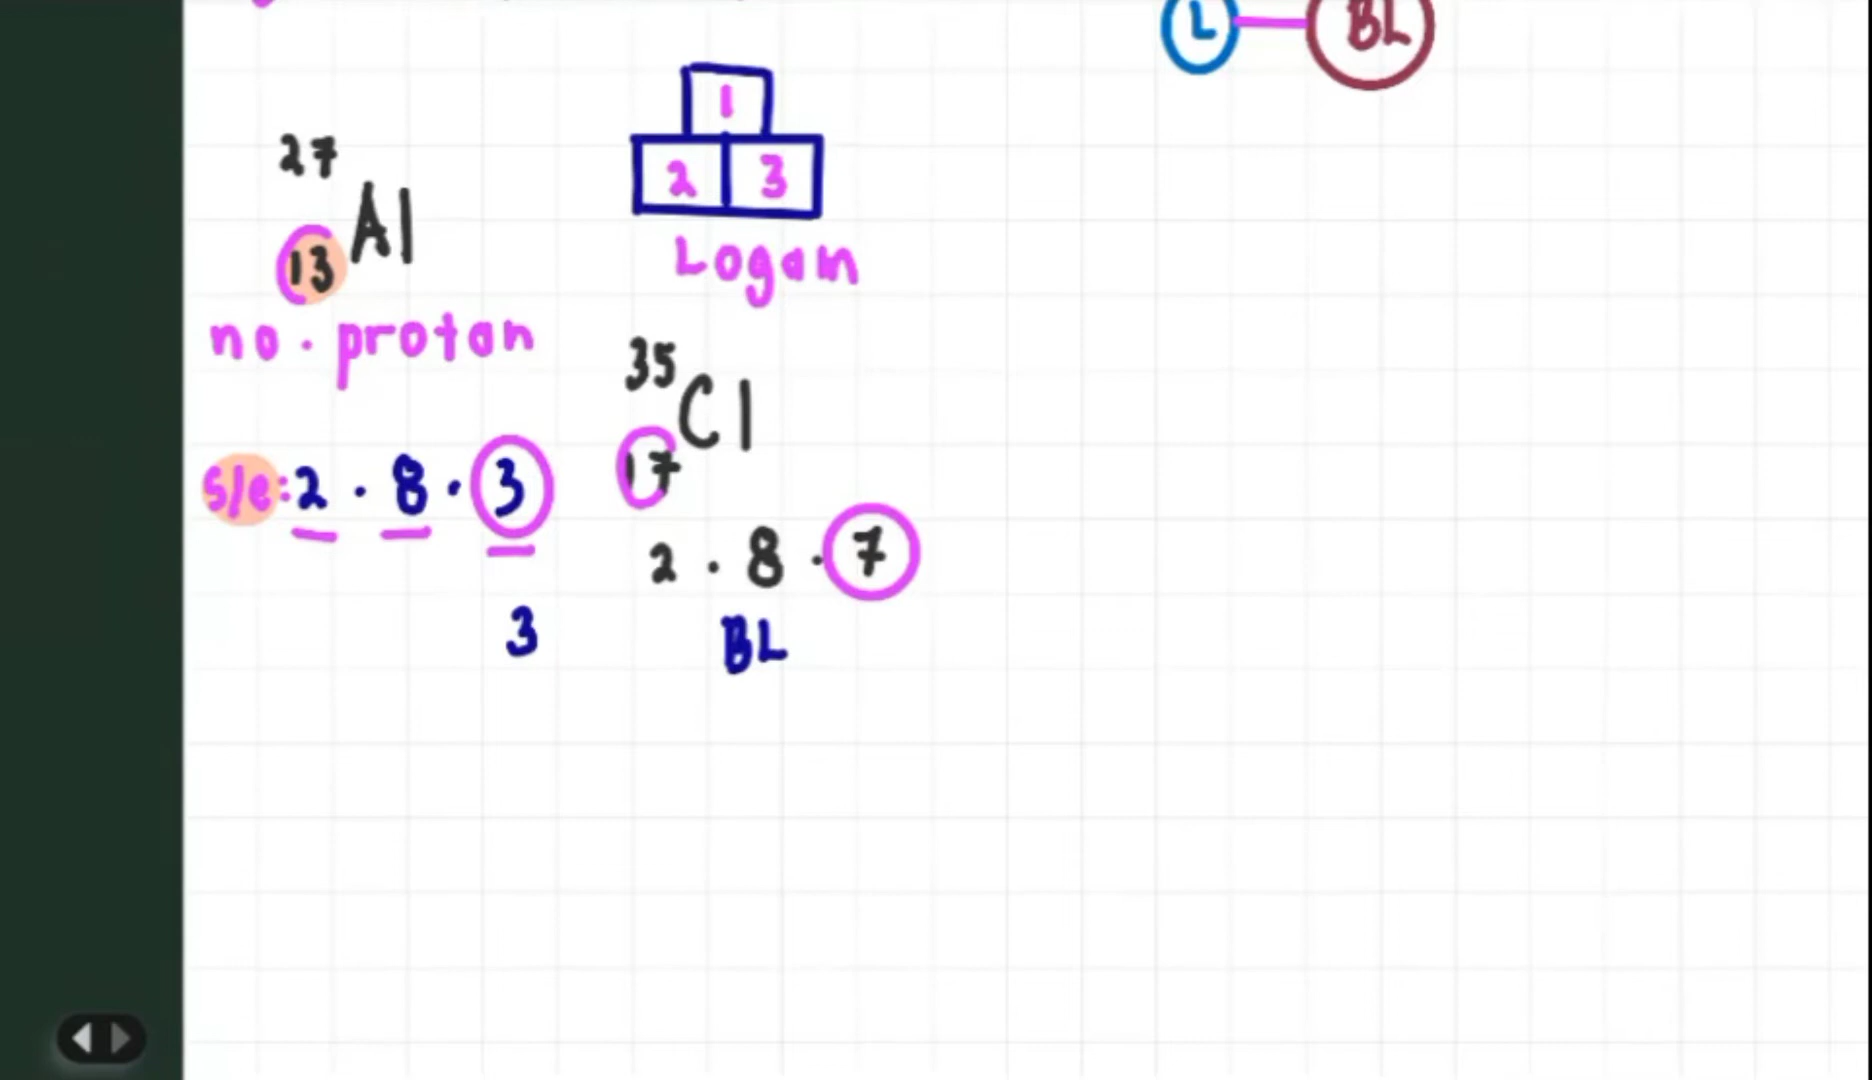 L BL
1
2 3
Logam
27
Al
13
no. proton
s/e: 2 . 8 . 3
3
35
Cl
17
2 . 8 . 7
BL